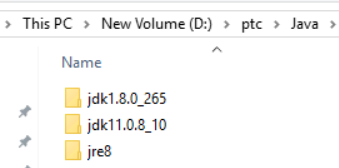 This PC > New Volume (D:) > ptc > Java >
Name
jdk1.8.0_265
jdk11.0.8_10
jre8